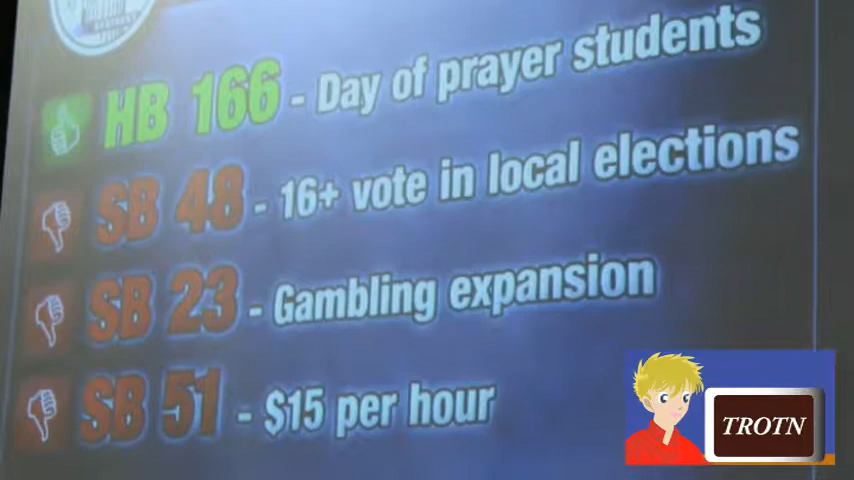 HB 166 - Day of prayer students
SB 48 - 16+ vote in local elections
SB 23 - Gambling expansion
SB 51 - $15 per hour
TROTN